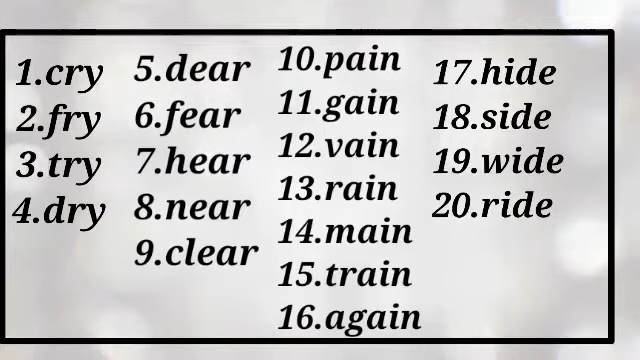 1.cry
2.fry
3.try
4.dry
5.dear
6.fear
7.hear
8.near
9.clear
10.pain
11.gain
12.vain
13.rain
14.main
15.train
16.again
17.hide
18.side
19.wide
20.ride